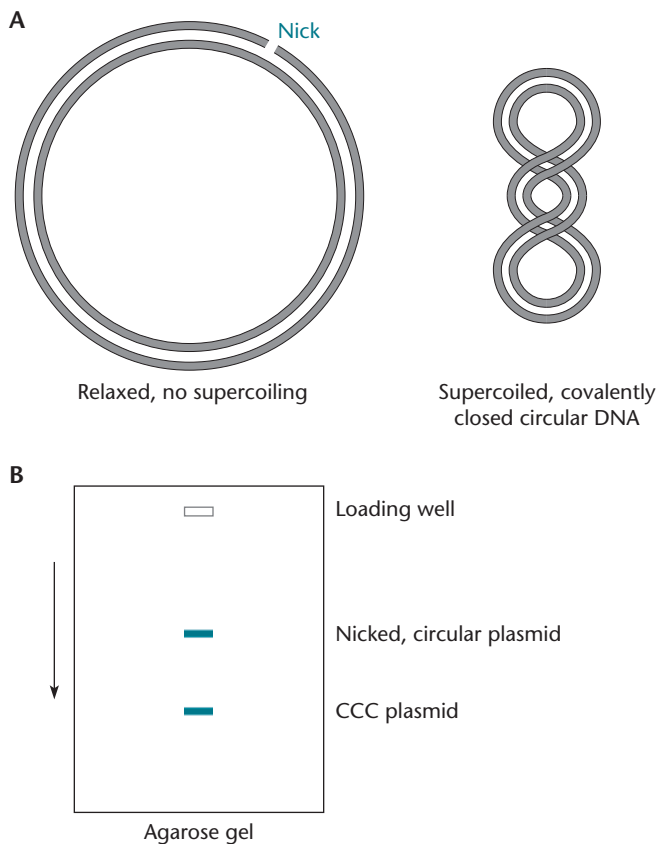 A
Nick
Relaxed, no supercoiling
Supercoiled, covalently
closed circular DNA
B
Loading well
Nicked, circular plasmid
CCC plasmid
Agarose gel